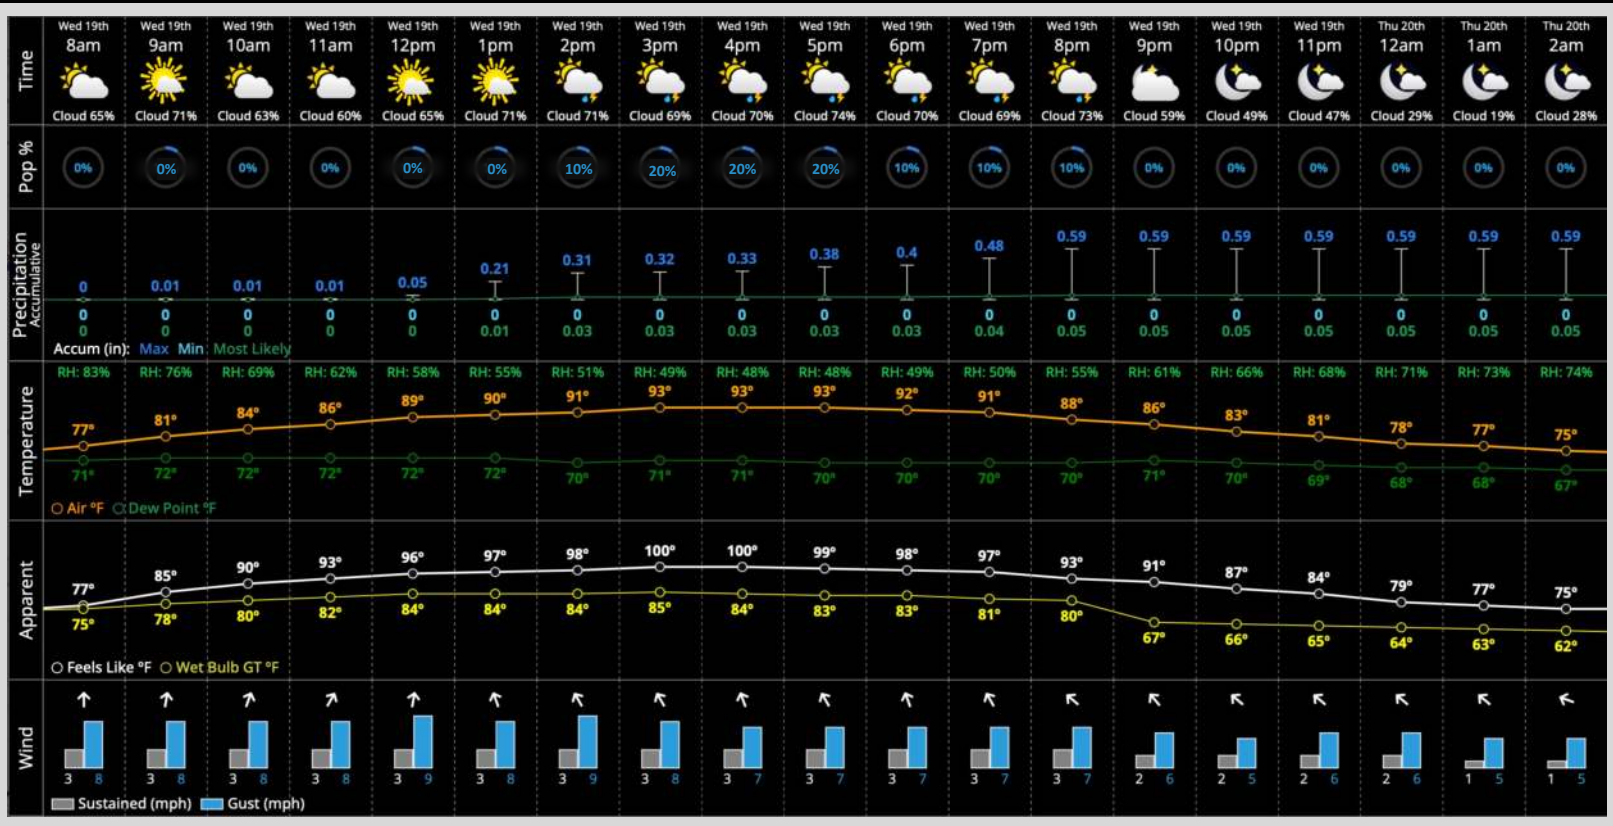 Time
Wed 19th Wed 19th Wed 19th Wed 19th Wed 19th Wed 19th Wed 19th Wed 19th Wed 19th Wed 19th Wed 19th Wed 19th Wed 19th Wed 19th Wed 19th Wed 19th Thu 20th Thu 20th Thu 20th
8am 9am 10am 11am 12pm 1pm 2pm 3pm 4pm 5pm 6pm 7pm 8pm 9pm 10pm 11pm 12am 1am 2am
Cloud 65% Cloud 71% Cloud 63% Cloud 60% Cloud 65% Cloud 71% Cloud 71% Cloud 69% Cloud 70% Cloud 74% Cloud 70% Cloud 69% Cloud 73% Cloud 59% Cloud 49% Cloud 47% Cloud 29% Cloud 19% Cloud 28%
Pop %
0% 0% 0% 0% 0% 0% 10% 20% 20% 20% 10% 10% 10% 0% 0% 0% 0% 0% 0%
Precipitation
Accumulative
0 0.01 0.01 0.01 0.05 0.21 0.31 0.32 0.33 0.38 0.4 0.48 0.59 0.59 0.59 0.59 0.59 0.59 0.59
0 0 0 0 0 0 0 0 0 0 0 0 0 0 0 0 0 0 0
0 0 0 0 0 0.01 0.03 0.03 0.03 0.03 0.03 0.04 0.05 0.05 0.05 0.05 0.05 0.05 0.05
Accum (in): Max Min Most Likely
Temperature
RH: 83% RH: 76% RH: 69% RH: 62% RH: 58% RH: 55% RH: 51% RH: 49% RH: 48% RH: 48% RH: 49% RH: 50% RH: 55% RH: 61% RH: 66% RH: 68% RH: 71% RH: 73% RH: 74%
77° 81° 84° 86° 89° 90° 91° 93° 93° 93° 92° 91° 88° 86° 83° 81° 78° 77° 75°
71° 72° 72° 72° 72° 72° 70° 71° 71° 70° 70° 70° 70° 71° 70° 69° 68° 68° 67°
Air °F Dew Point °F
Apparent
77° 85° 90° 93° 96° 97° 98° 100° 100° 99° 98° 97° 93° 91° 87° 84° 79° 77° 75°
75° 78° 80° 82° 84° 84° 84° 85° 84° 83° 83° 81° 80° 67° 66° 65° 64° 63° 62°
Feels Like °F Wet Bulb GT °F
Wind
3 8 3 8 3 8 3 8 3 9 3 8 3 9 3 8 3 7 3 7 3 7 3 7 3 7 2 6 2 5 2 6 2 6 1 5 1 5
Sustained (mph) Gust (mph)